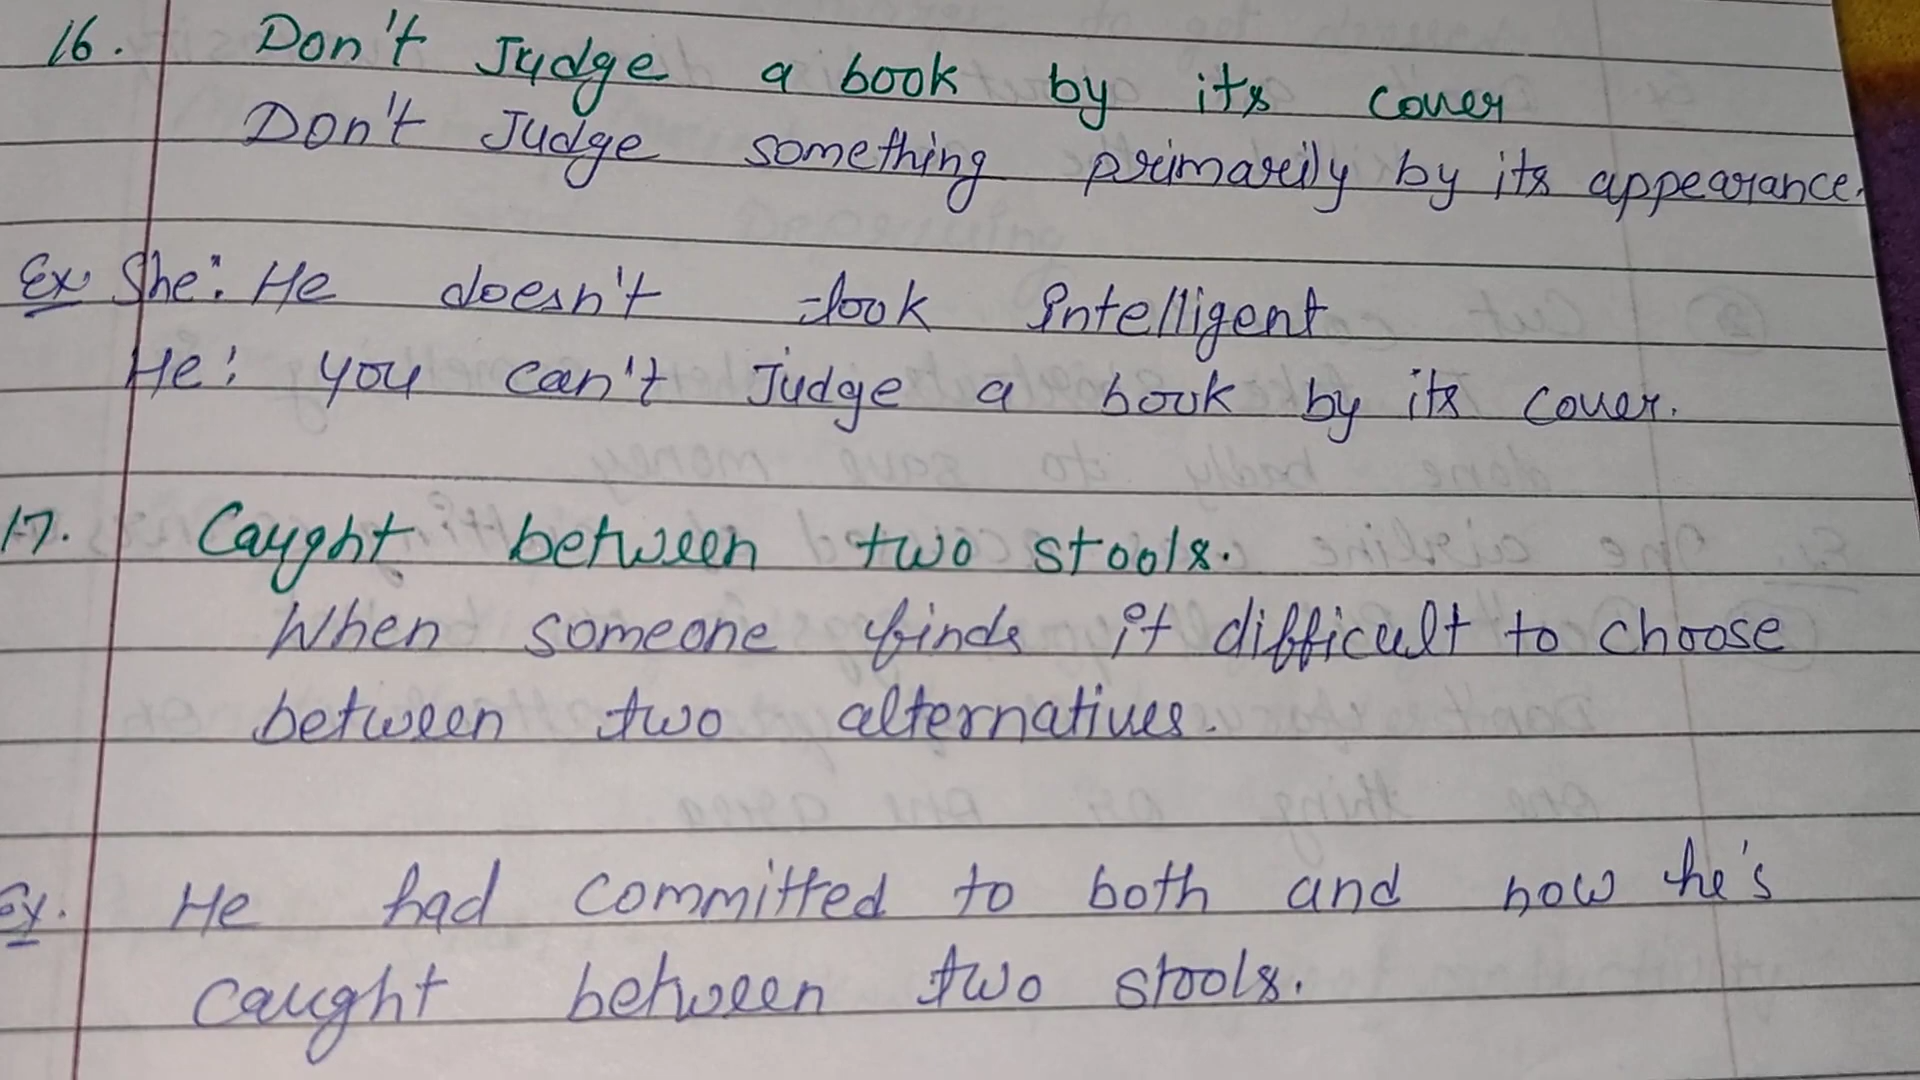 16. Don't Judge a book by its cover
Don't Judge something primarily by its appearance.
Ex She: He doesn't look Intelligent
He: you can't Judge a book by its cover.
17. Caught between two stools.
When someone finds it difficult to choose
between two alternatives.
Ex. He had committed to both and now he's
caught between two stools.